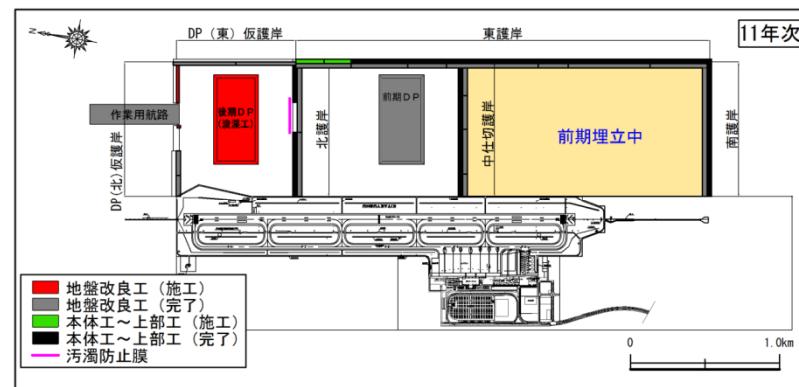 DP（東）仮護岸
東護岸
11年次
N
作業用航路
後期DP
（浚渫工）
前期DP
前期埋立中
DP(北)仮護岸
北護岸
中仕切護岸
南護岸
地盤改良工（施工）
地盤改良工（完了）
本体工～上部工（施工）
本体工～上部工（完了）
汚濁防止膜
0
1.0km